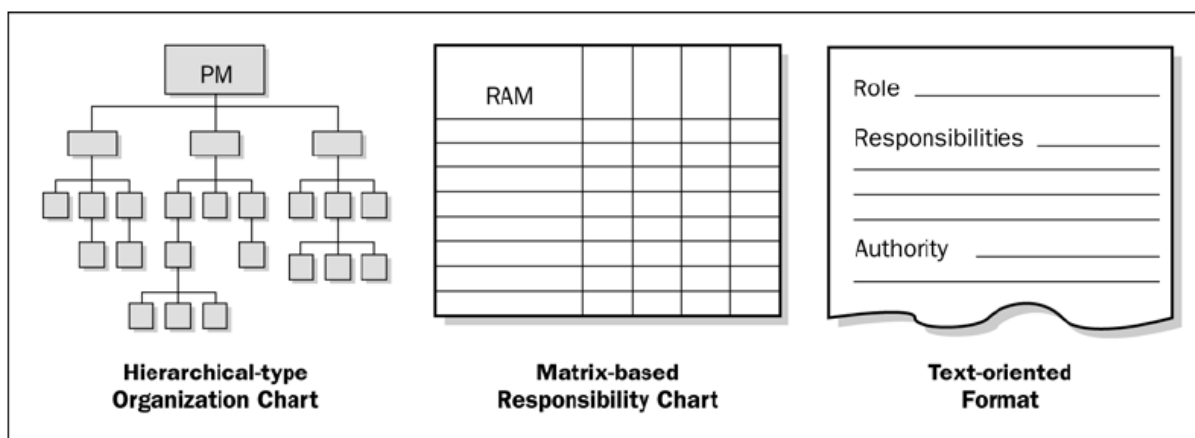 PM
RAM
Role
Responsibilities
Authority
Hierarchical-type
Organization Chart
Matrix-based
Responsibility Chart
Text-oriented
Format